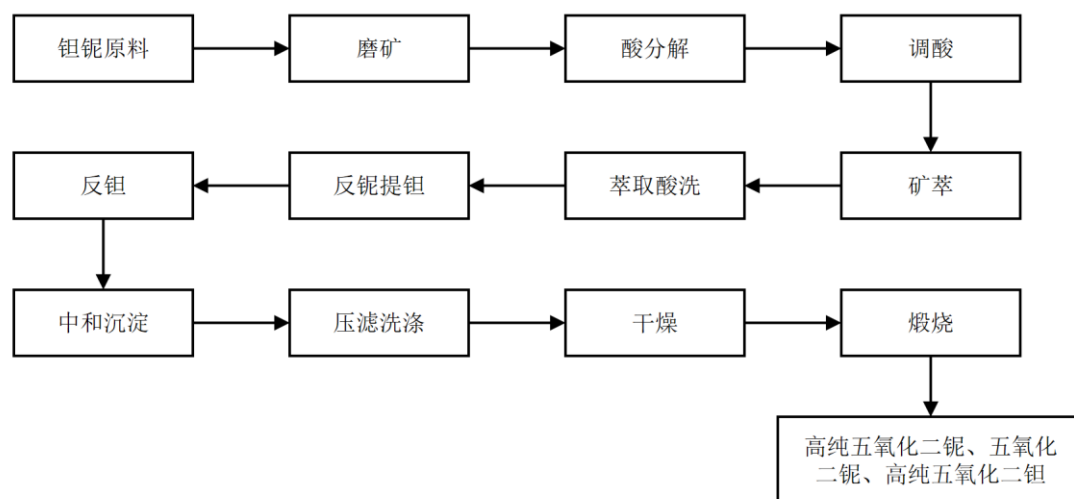 钽铌原料
磨矿
酸分解
调酸
矿萃
萃取酸洗
反铌提钽
反钽
中和沉淀
压滤洗涤
干燥
煅烧
高纯五氧化二铌、五氧化
二铌、高纯五氧化二钽